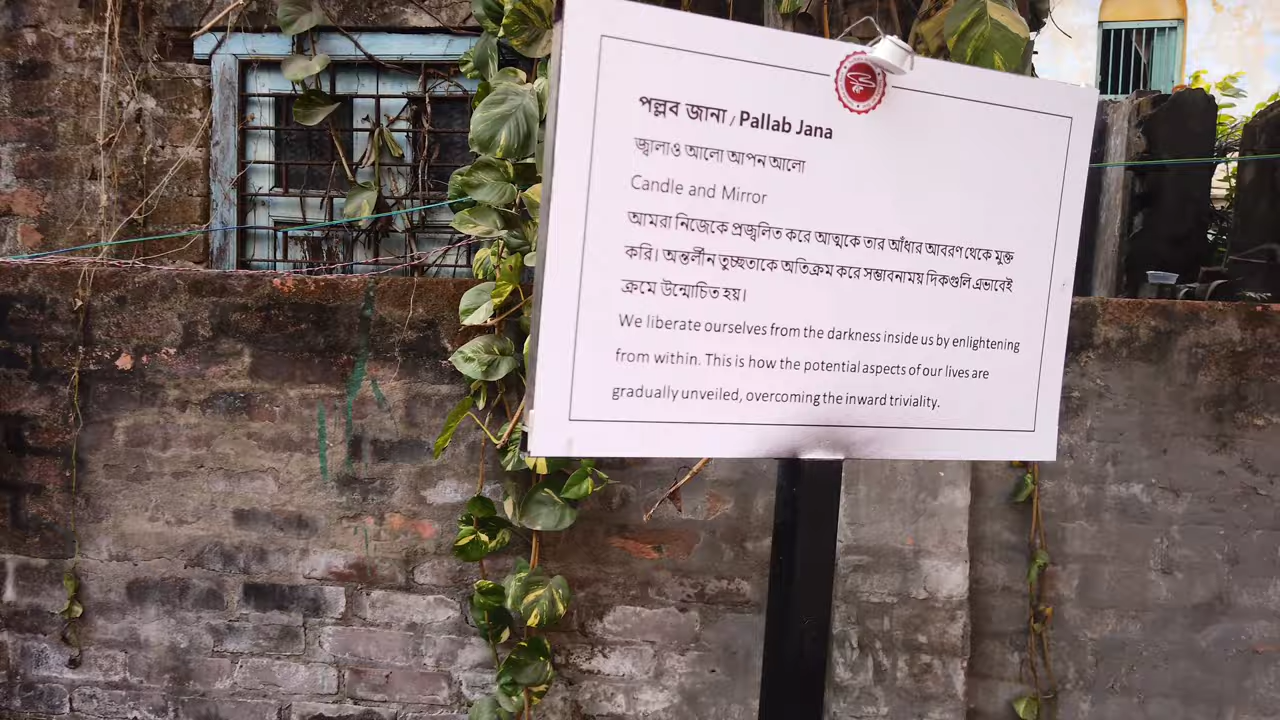 পল্লব জানা / Pallab Jana
জ্বালাও আলো আপন আলো
Candle and Mirror
আমরা নিজেকে প্রজ্বলিত করে আত্মকে তার আঁধার আবরণ থেকে মুক্ত
করি। অন্তর্লীন তুচ্ছতাকে অতিক্রম করে সম্ভাবনাময় দিকগুলি এভাবেই
ক্রমে উন্মোচিত হয়।
We liberate ourselves from the darkness inside us by enlightening
from within. This is how the potential aspects of our lives are
gradually unveiled, overcoming the inward triviality.